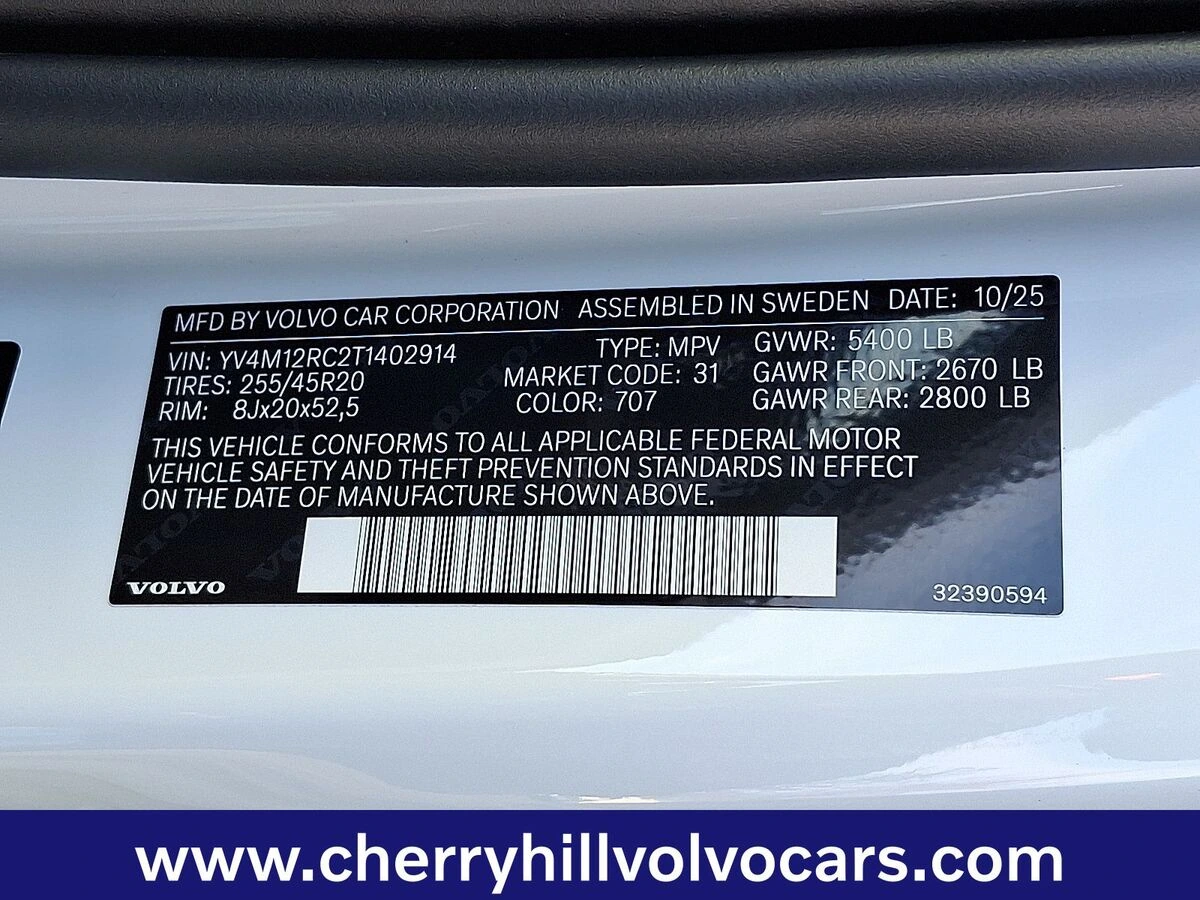 MFD BY VOLVO CAR CORPORATION ASSEMBLED IN SWEDEN DATE: 10/25
VIN: YV4M12RC2T1402914 TYPE: MPV GVWR: 5400 LB
TIRES: 255/45R20 MARKET CODE: 31 GAWR FRONT: 2670 LB
RIM: 8Jx20x52,5 COLOR: 707 GAWR REAR: 2800 LB
THIS VEHICLE CONFORMS TO ALL APPLICABLE FEDERAL MOTOR
VEHICLE SAFETY AND THEFT PREVENTION STANDARDS IN EFFECT
ON THE DATE OF MANUFACTURE SHOWN ABOVE.
VOLVO 32390594
www.cherryhillvolvocars.com